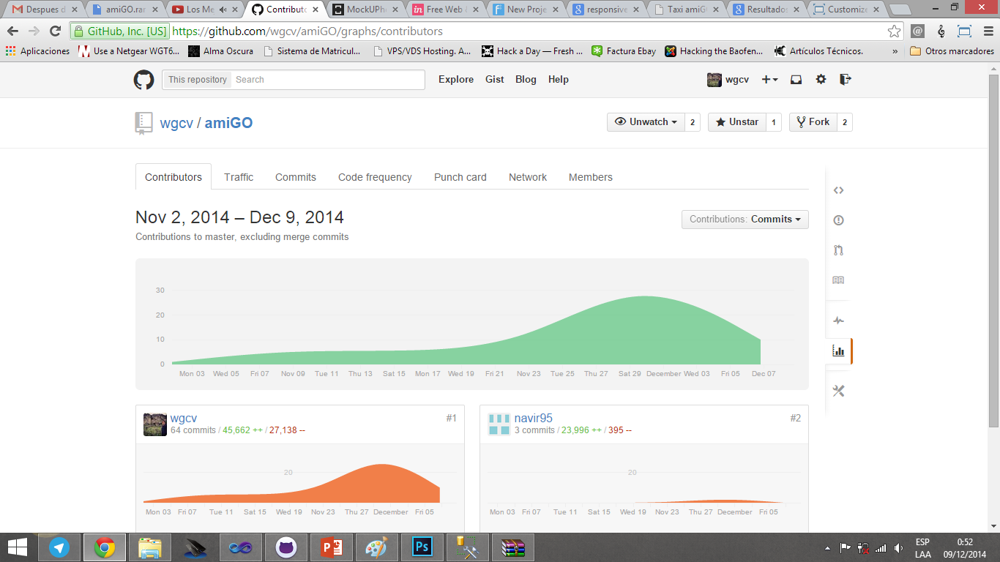 Despues d
amiGO.rar
Los Me
Contributo
MockUPh
Free Web &
New Proje
responsive
Taxi amiG
Resultados
Customize
GitHub, Inc. [US] https://github.com/wgcv/amiGO/graphs/contributors
Aplicaciones Use a Netgear WGT6... Alma Oscura Sistema de Matricul... VPS/VDS Hosting. A... Hack a Day — Fresh ... Factura Ebay Hacking the Baofen... Artículos Técnicos. » Otros marcadores
This repository Search Explore Gist Blog Help wgcv
wgcv / amiGO Unwatch 2 Unstar 1 Fork 2
Contributors Traffic Commits Code frequency Punch card Network Members
Nov 2, 2014 – Dec 9, 2014
Contributions: Commits
Contributions to master, excluding merge commits
30
20
10
0
Mon 03 Wed 05 Fri 07 Nov 09 Tue 11 Thu 13 Sat 15 Mon 17 Wed 19 Fri 21 Nov 23 Tue 25 Thu 27 Sat 29 December Wed 03 Fri 05 Dec 07
wgcv #1
64 commits / 45,662 ++ / 27,138 --
20
Mon 03 Fri 07 Tue 11 Sat 15 Wed 19 Nov 23 Thu 27 December Fri 05
navir95 #2
3 commits / 23,996 ++ / 395 --
20
Mon 03 Fri 07 Tue 11 Sat 15 Wed 19 Nov 23 Thu 27 December Fri 05
ESP 0:52
LAA 09/12/2014